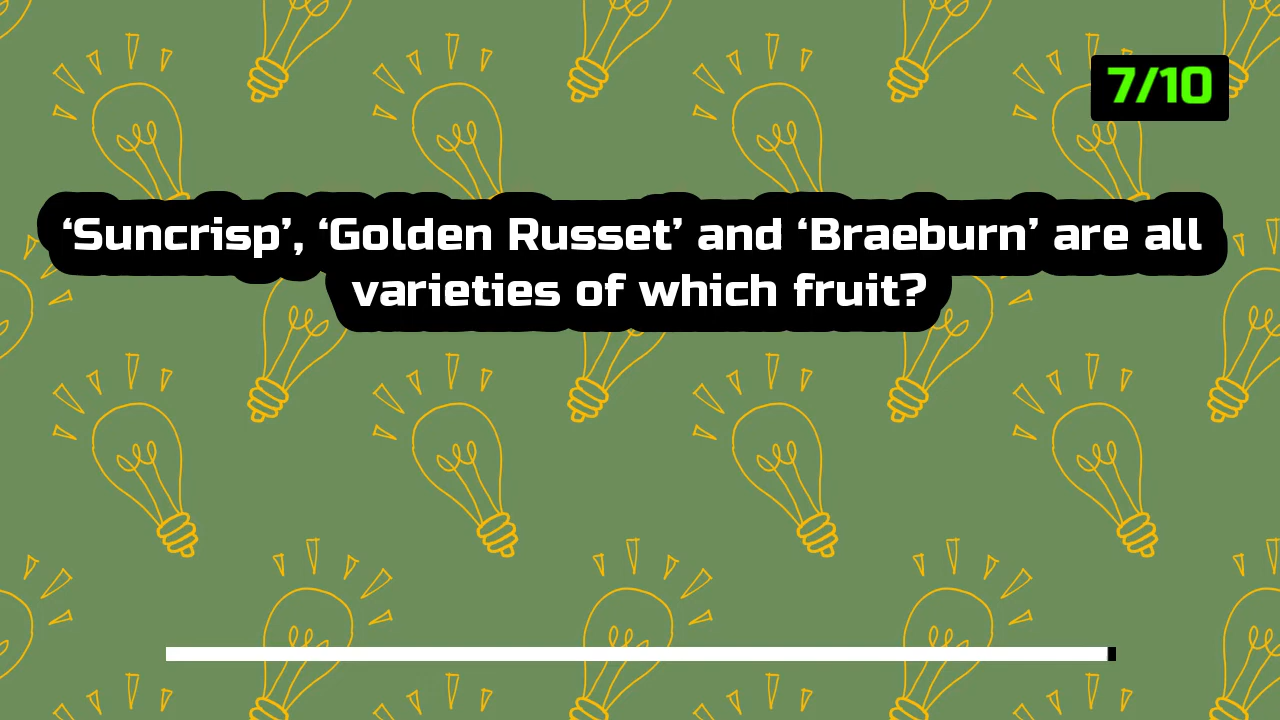 7/10
‘Suncrisp’, ‘Golden Russet’ and ‘Braeburn’ are all
varieties of which fruit?